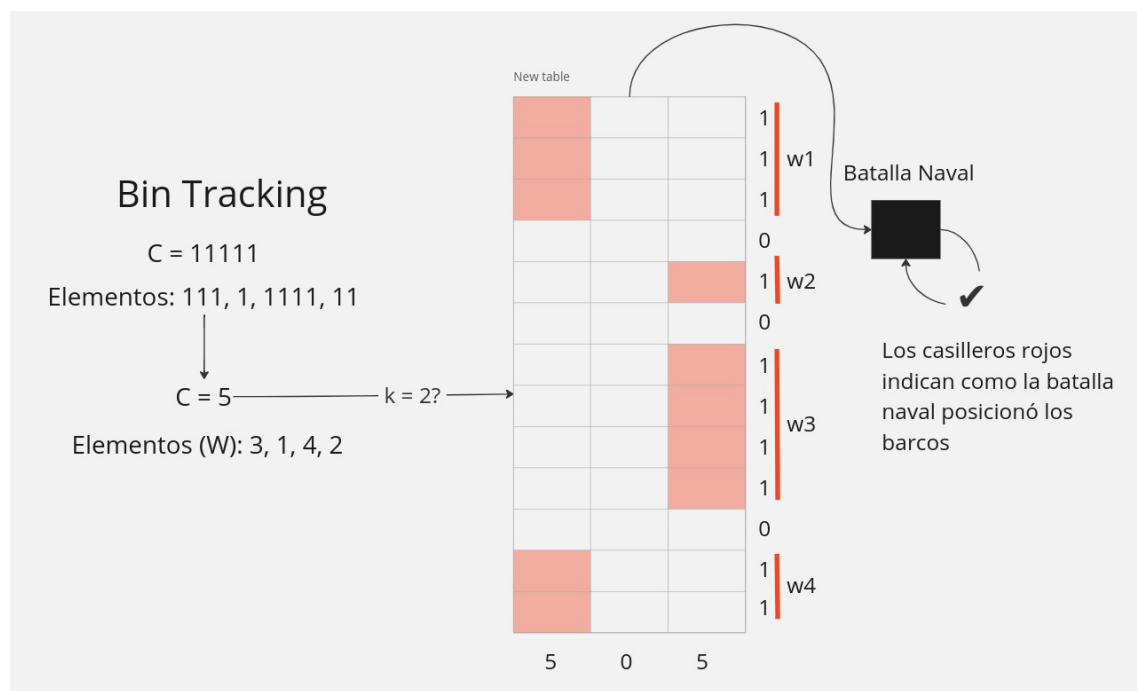 New table
Bin Tracking
C = 11111
Elementos: 111, 1, 1111, 11
C = 5
k = 2?
Elementos (W): 3, 1, 4, 2
1
1 w1
1
0
1 w2
0
1
1
w3
1
1
0
1
w4
1
5 0 5
Batalla Naval
✔
Los casilleros rojos
indican como la batalla
naval posicionó los
barcos